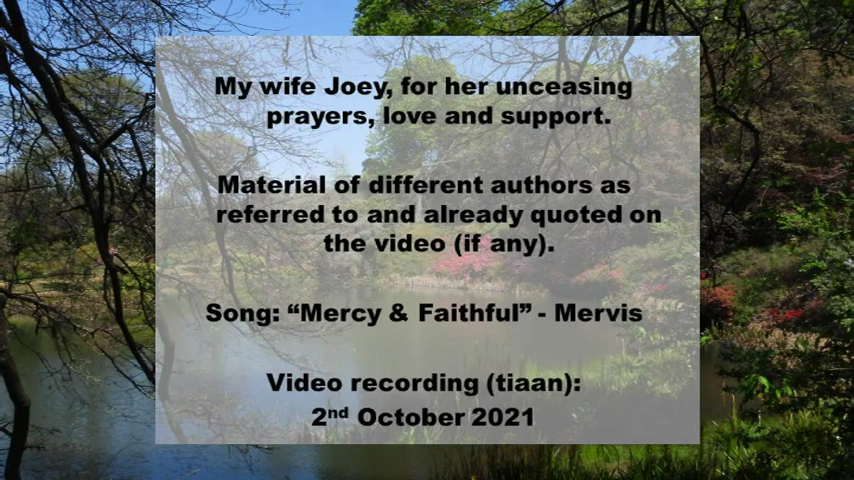 My wife Joey, for her unceasing
prayers, love and support.
Material of different authors as
referred to and already quoted on
the video (if any).
Song: “Mercy & Faithful” - Mervis
Video recording (tiaan):
2nd October 2021